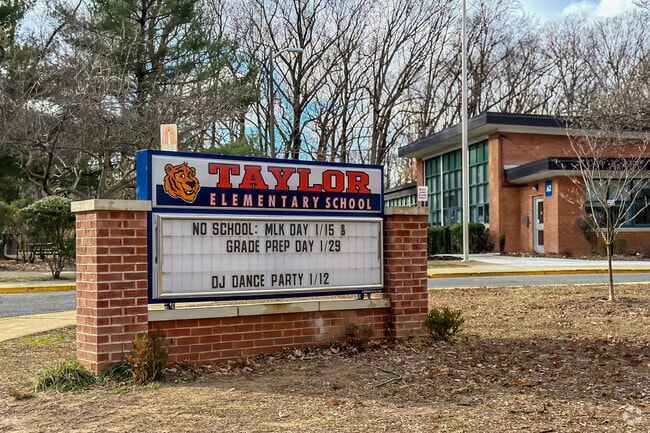 TAYLOR
ELEMENTARY SCHOOL
NO SCHOOL: MLK DAY 1/15 &
GRADE PREP DAY 1/29
DJ DANCE PARTY 1/12